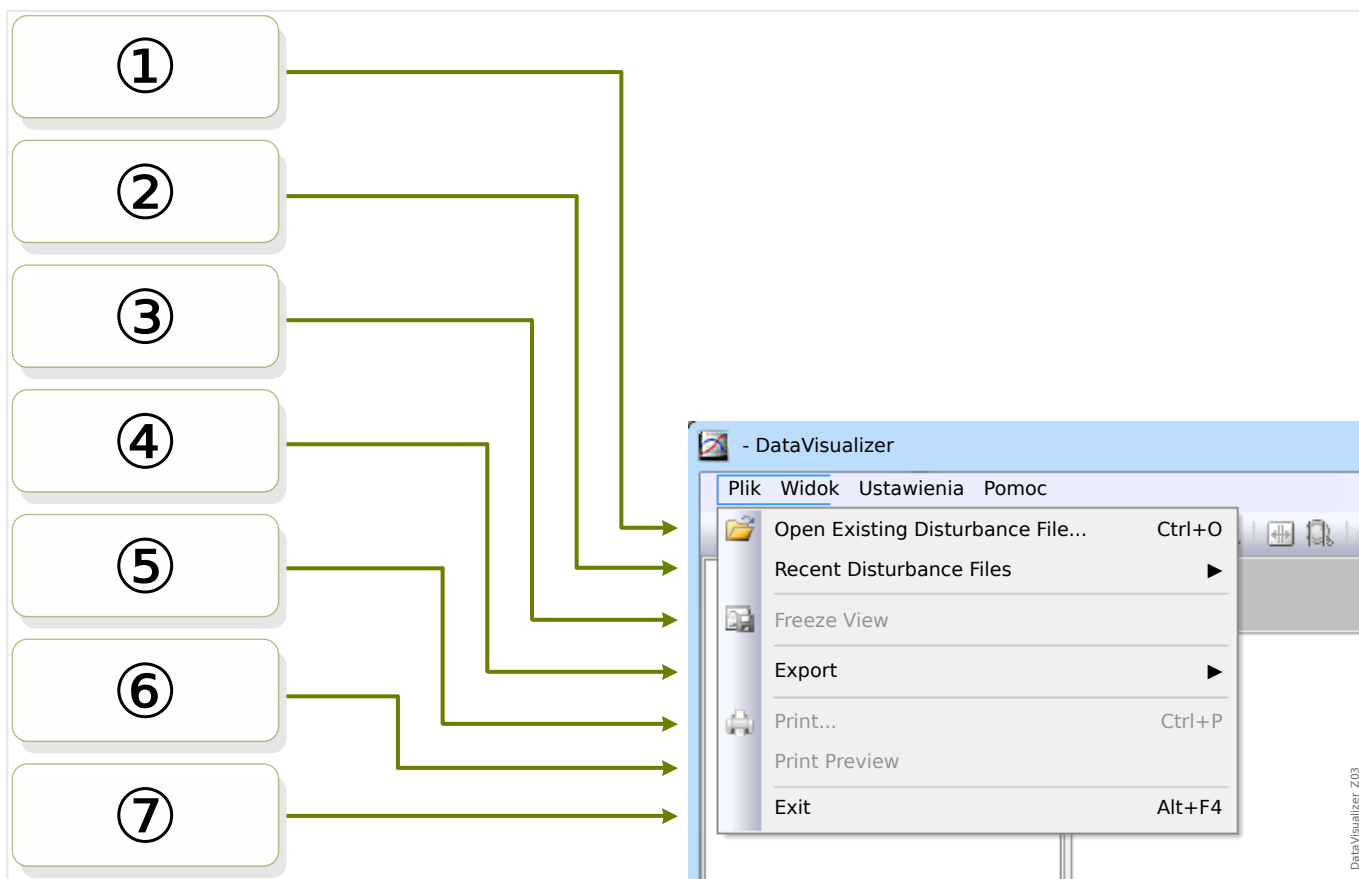 ①
②
③
④
⑤
⑥
⑦
- DataVisualizer
Plik Widok Ustawienia Pomoc
Open Existing Disturbance File... Ctrl+O
Recent Disturbance Files ▶
Freeze View
Export ▶
Print... Ctrl+P
Print Preview
Exit Alt+F4
DataVisualizer Z03